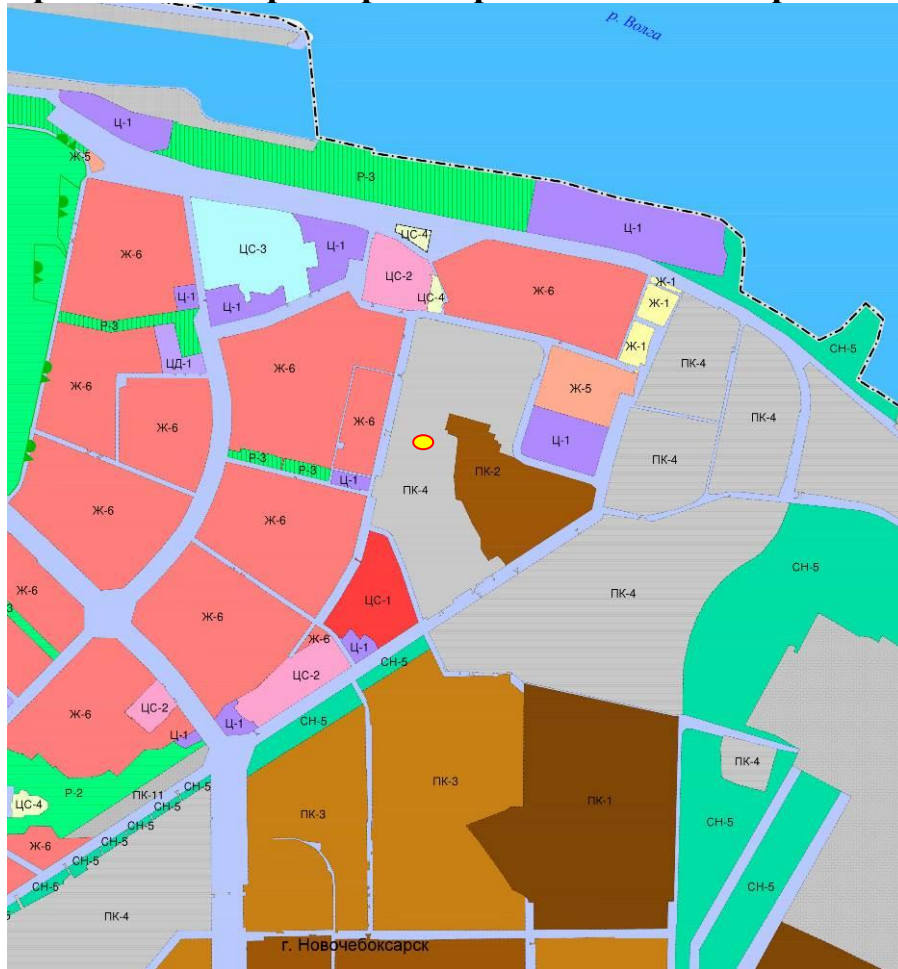 р. Волга
Ц-1
Ж-5
Р-3
Ц-1
Ж-6
ЦС-3
Ц-1
ЦС-4
ЦС-2
ЦС-4
Ж-6
Ж-1
Ж-1
Ж-1
Ц-1
Ц-1
Р-3
ЦД-1
СН-5
ПК-4
ПК-4
Ж-6
Ж-6
Ж-6
Ж-6
Ж-5
Ц-1
Р-3
Р-3
Ц-1
ПК-4
ПК-2
ПК-4
Ж-6
Ж-6
ПК-4
СН-5
Ж-6
Ж-6
ЦС-1
Ж-6
Ц-1
СН-5
ЦС-2
Ж-6
ЦС-2
Ц-1
Ц-1
СН-5
Р-2
ПК-11
ЦС-4
СН-5
СН-5
СН-5
СН-5
СН-5
Ж-6
ПК-3
ПК-3
ПК-1
ПК-4
СН-5
СН-5
ПК-4
г. Новочебоксарск